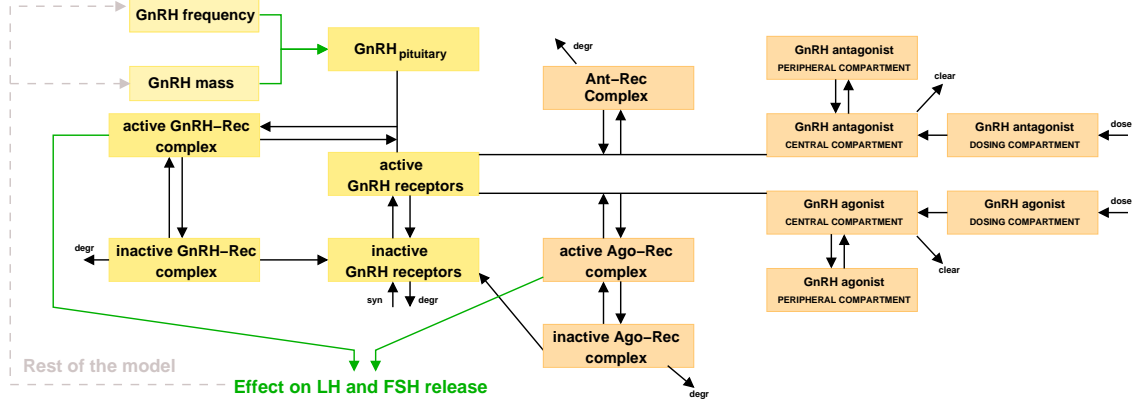 GnRH frequency
GnRH mass
GnRH pituitary
degr
Ant–Rec
Complex
GnRH antagonist
PERIPHERAL COMPARTMENT
clear
active GnRH–Rec
complex
GnRH antagonist
CENTRAL COMPARTMENT
GnRH antagonist
DOSING COMPARTMENT
dose
active
GnRH receptors
GnRH agonist
CENTRAL COMPARTMENT
GnRH agonist
DOSING COMPARTMENT
dose
degr
inactive GnRH–Rec
complex
inactive
GnRH receptors
active Ago–Rec
complex
clear
GnRH agonist
PERIPHERAL COMPARTMENT
syn
degr
inactive Ago–Rec
complex
Rest of the model
Effect on LH and FSH release
degr